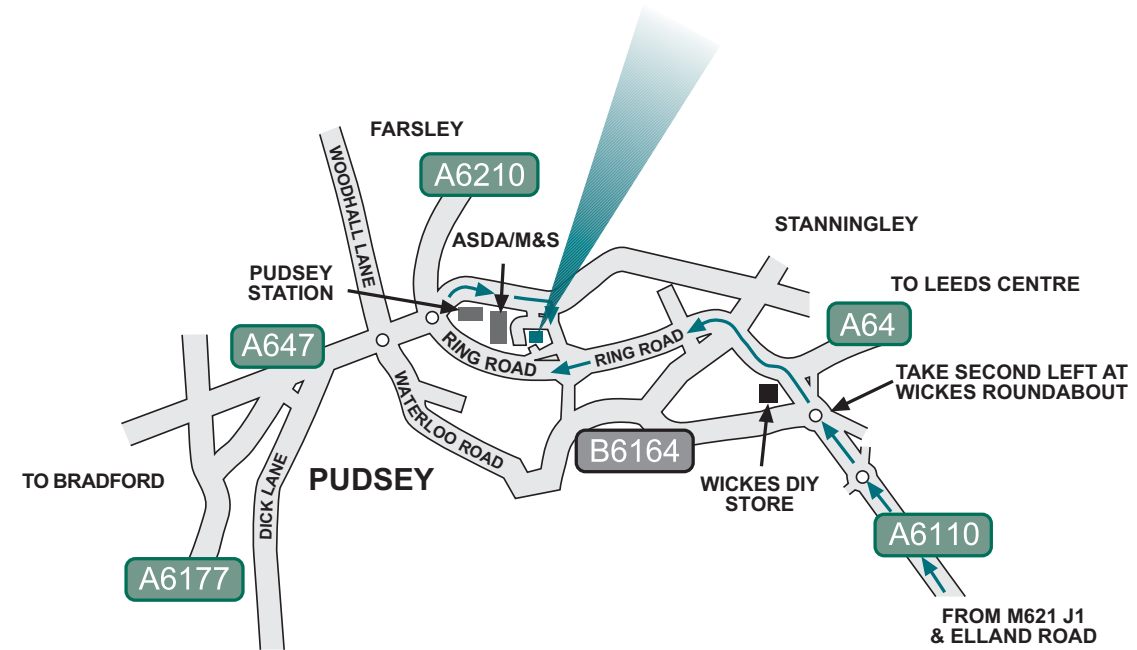 FARSLEY
WOODHALL LANE
A6210
STANNINGLEY
ASDA/M&S
PUDSEY
STATION
TO LEEDS CENTRE
A64
A647
RING ROAD
RING ROAD
TAKE SECOND LEFT AT
WICKES ROUNDABOUT
WATERLOO ROAD
B6164
TO BRADFORD
PUDSEY
DICK LANE
WICKES DIY
STORE
A6110
A6177
FROM M621 J1
& ELLAND ROAD